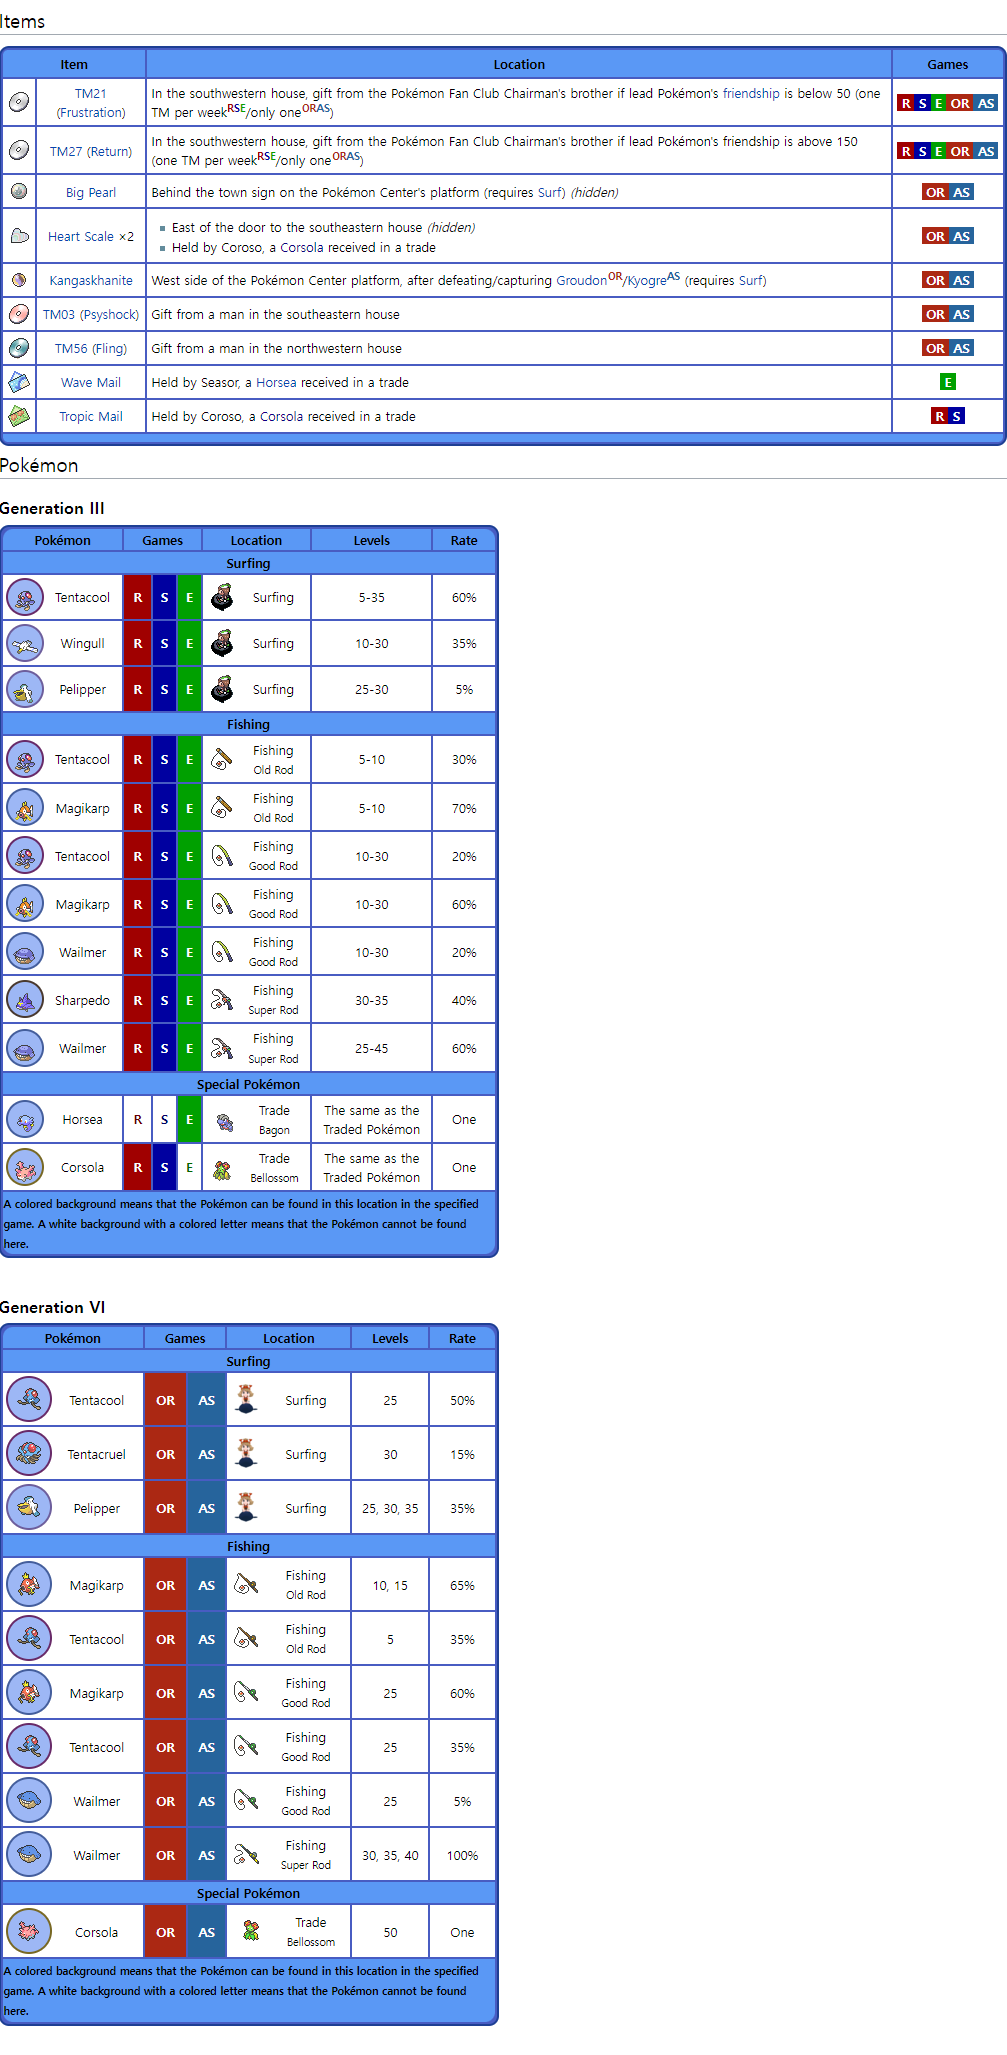 Items
Item Location Games
TM21 (Frustration) In the southwestern house, gift from the Pokémon Fan Club Chairman's brother if lead Pokémon's friendship is below 50 (one TM per weekRSE/only oneORAS) R S E OR AS
TM27 (Return) In the southwestern house, gift from the Pokémon Fan Club Chairman's brother if lead Pokémon's friendship is above 150 (one TM per weekRSE/only oneORAS) R S E OR AS
Big Pearl Behind the town sign on the Pokémon Center's platform (requires Surf) (hidden) OR AS
Heart Scale ×2
East of the door to the southeastern house (hidden)
Held by Coroso, a Corsola received in a trade
OR AS
Kangaskhanite West side of the Pokémon Center platform, after defeating/capturing GroudonOR/KyogreAS (requires Surf) OR AS
TM03 (Psyshock) Gift from a man in the southeastern house OR AS
TM56 (Fling) Gift from a man in the northwestern house OR AS
Wave Mail Held by Seasor, a Horsea received in a trade E
Tropic Mail Held by Coroso, a Corsola received in a trade R S
Pokémon
Generation III
Pokémon Games Location Levels Rate
Surfing
Tentacool R S E Surfing 5-35 60%
Wingull R S E Surfing 10-30 35%
Pelipper R S E Surfing 25-30 5%
Fishing
Tentacool R S E Fishing Old Rod 5-10 30%
Magikarp R S E Fishing Old Rod 5-10 70%
Tentacool R S E Fishing Good Rod 10-30 20%
Magikarp R S E Fishing Good Rod 10-30 60%
Wailmer R S E Fishing Good Rod 10-30 20%
Sharpedo R S E Fishing Super Rod 30-35 40%
Wailmer R S E Fishing Super Rod 25-45 60%
Special Pokémon
Horsea R S E Trade Bagon The same as the Traded Pokémon One
Corsola R S E Trade Bellossom The same as the Traded Pokémon One
A colored background means that the Pokémon can be found in this location in the specified
game. A white background with a colored letter means that the Pokémon cannot be found
here.
Generation VI
Pokémon Games Location Levels Rate
Surfing
Tentacool OR AS Surfing 25 50%
Tentacruel OR AS Surfing 30 15%
Pelipper OR AS Surfing 25, 30, 35 35%
Fishing
Magikarp OR AS Fishing Old Rod 10, 15 65%
Tentacool OR AS Fishing Old Rod 5 35%
Magikarp OR AS Fishing Good Rod 25 60%
Tentacool OR AS Fishing Good Rod 25 35%
Wailmer OR AS Fishing Good Rod 25 5%
Wailmer OR AS Fishing Super Rod 30, 35, 40 100%
Special Pokémon
Corsola OR AS Trade Bellossom 50 One
A colored background means that the Pokémon can be found in this location in the specified
game. A white background with a colored letter means that the Pokémon cannot be found
here.